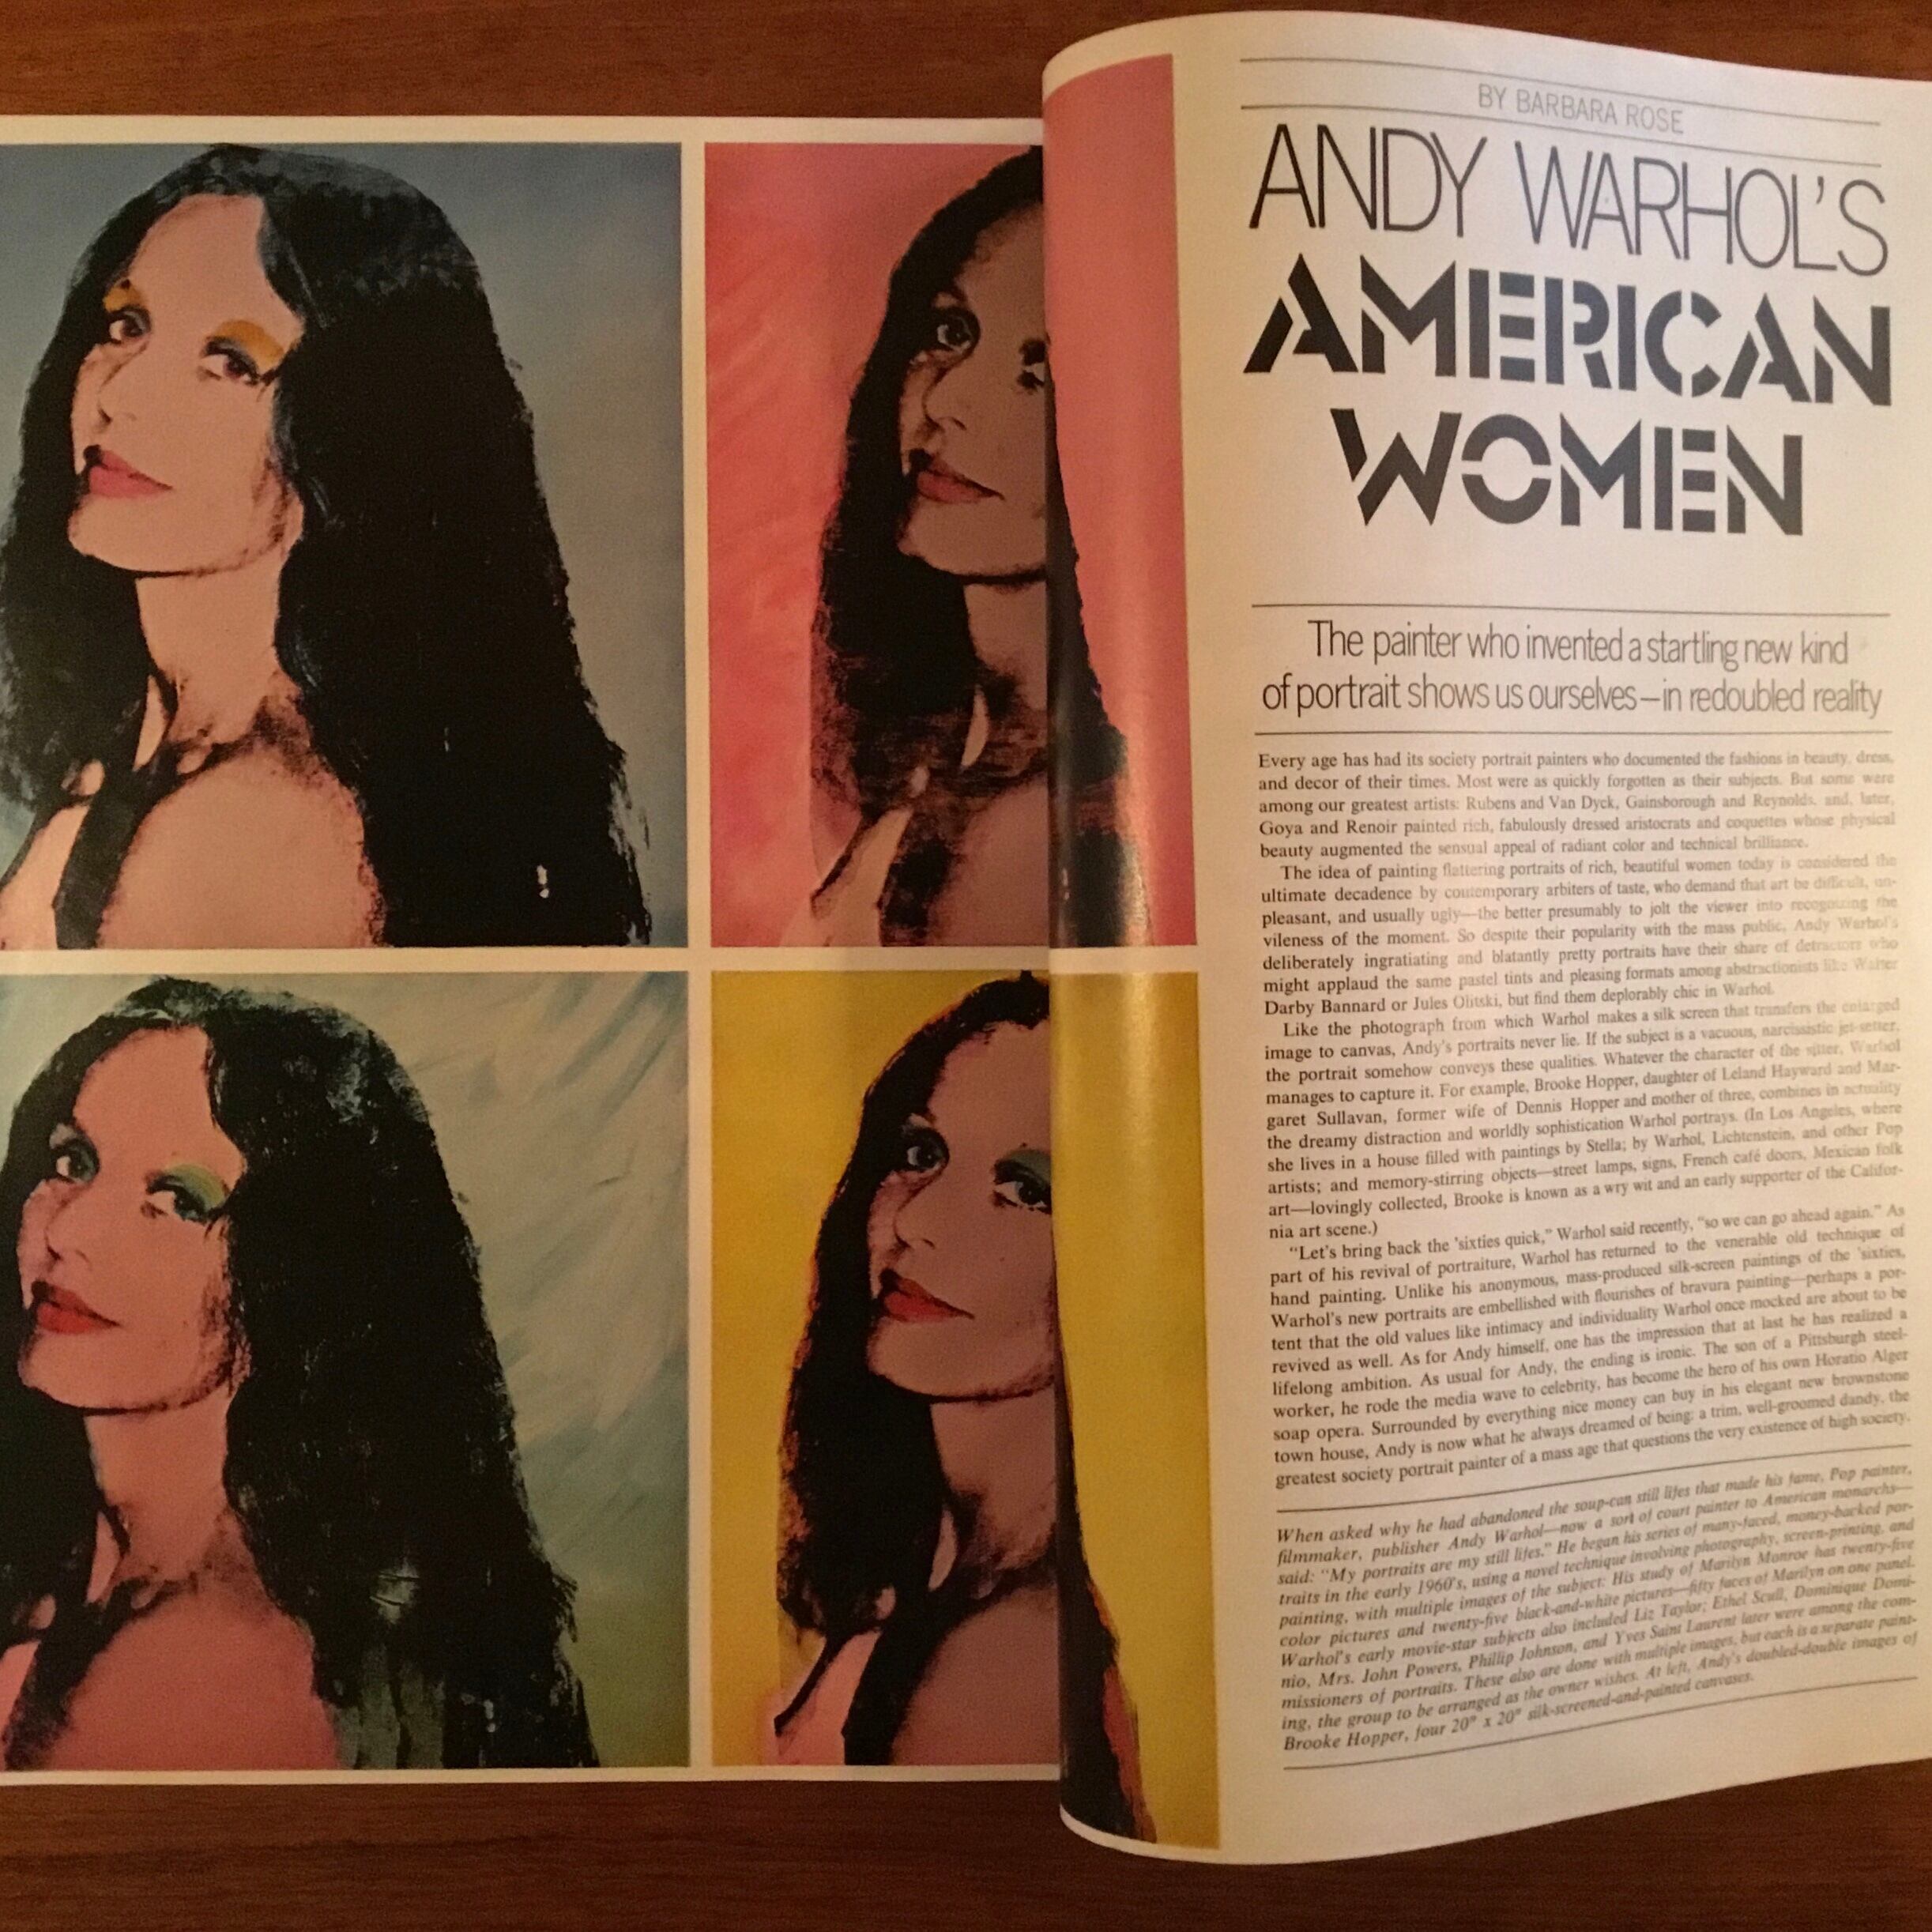 BY BARBARA ROSE
ANDY WARHOL'S
AMERICAN
WOMEN
The painter who invented a startling new kind
of portrait shows us ourselves—in redoubled reality
Every age has had its society portrait painters who documented the fashions in beauty, dress,
and decor of their times. Most were as quickly forgotten as their subjects. But some were
among our greatest artists: Rubens and Van Dyck, Gainsborough and Reynolds, and, later,
Goya and Renoir painted rich, fabulously dressed aristocrats and coquettes whose physical
beauty augmented the sensual appeal of radiant color and technical brilliance.
The idea of painting flattering portraits of rich, beautiful women today is considered the
ultimate decadence by contemporary arbiters of taste, who demand that art be difficult, un-
pleasant, and usually ugly—the better presumably to jolt the viewer into recognizing the
vileness of the moment. So despite their popularity with the mass public, Andy Warhol's
deliberately ingratiating and blatantly pretty portraits have their share of detractors who
might applaud the same pastel tints and pleasing formats among abstractionists like Walter
Darby Bannard or Jules Olitski, but find them deplorably chic in Warhol.
Like the photograph from which Warhol makes a silk screen that transfers the enlarged
image to canvas, Andy's portraits never lie. If the subject is a vacuous, narcissistic jet-setter,
the portrait somehow conveys these qualities. Whatever the character of the sitter, Warhol
manages to capture it. For example, Brooke Hopper, daughter of Leland Hayward and Mar-
garet Sullavan, former wife of Dennis Hopper and mother of three, combines in actuality
the dreamy distraction and worldly sophistication Warhol portrays. (In Los Angeles, where
she lives in a house filled with paintings by Stella; by Warhol, Lichtenstein, and other Pop
artists; and memory-stirring objects—street lamps, signs, French café doors, Mexican folk
art—lovingly collected, Brooke is known as a wry wit and an early supporter of the Califor-
nia art scene.)
"Let's bring back the 'sixties quick," Warhol said recently, "so we can go ahead again." As
part of his revival of portraiture, Warhol has returned to the venerable old technique of
hand painting. Unlike his anonymous, mass-produced silk-screen paintings of the 'sixties,
Warhol's new portraits are embellished with flourishes of bravura painting—perhaps a por-
tent that the old values like intimacy and individuality Warhol once mocked are about to be
revived as well. As for Andy himself, one has the impression that at last he has realized a
lifelong ambition. As usual for Andy, the ending is ironic. The son of a Pittsburgh steel-
worker, he rode the media wave to celebrity, has become the hero of his own Horatio Alger
soap opera. Surrounded by everything nice money can buy in his elegant new brownstone
town house, Andy is now what he always dreamed of being: a trim, well-groomed dandy, the
greatest society portrait painter of a mass age that questions the very existence of high society.
When asked why he had abandoned the soup-can still lifes that made his fame, Pop painter,
filmmaker, publisher Andy Warhol—now a sort of court painter to American monarchs—
said: "My portraits are my still lifes." He began his series of many-faced, money-backed por-
traits in the early 1960's, using a novel technique involving photography, screen-printing, and
painting, with multiple images of the subject: His study of Marilyn Monroe has twenty-five
color pictures and twenty-five black-and-white pictures—fifty faces of Marilyn on one panel.
Warhol's early movie-star subjects also included Liz Taylor; Ethel Scull, Dominique Domi-
nio, Mrs. John Powers, Phillip Johnson, and Yves Saint Laurent later were among the com-
missioners of portraits. These also are done with multiple images, but each is a separate paint-
ing, the group to be arranged as the owner wishes. At left, Andy's doubled-double images of
Brooke Hopper, four 20" x 20" silk-screened-and-painted canvases.